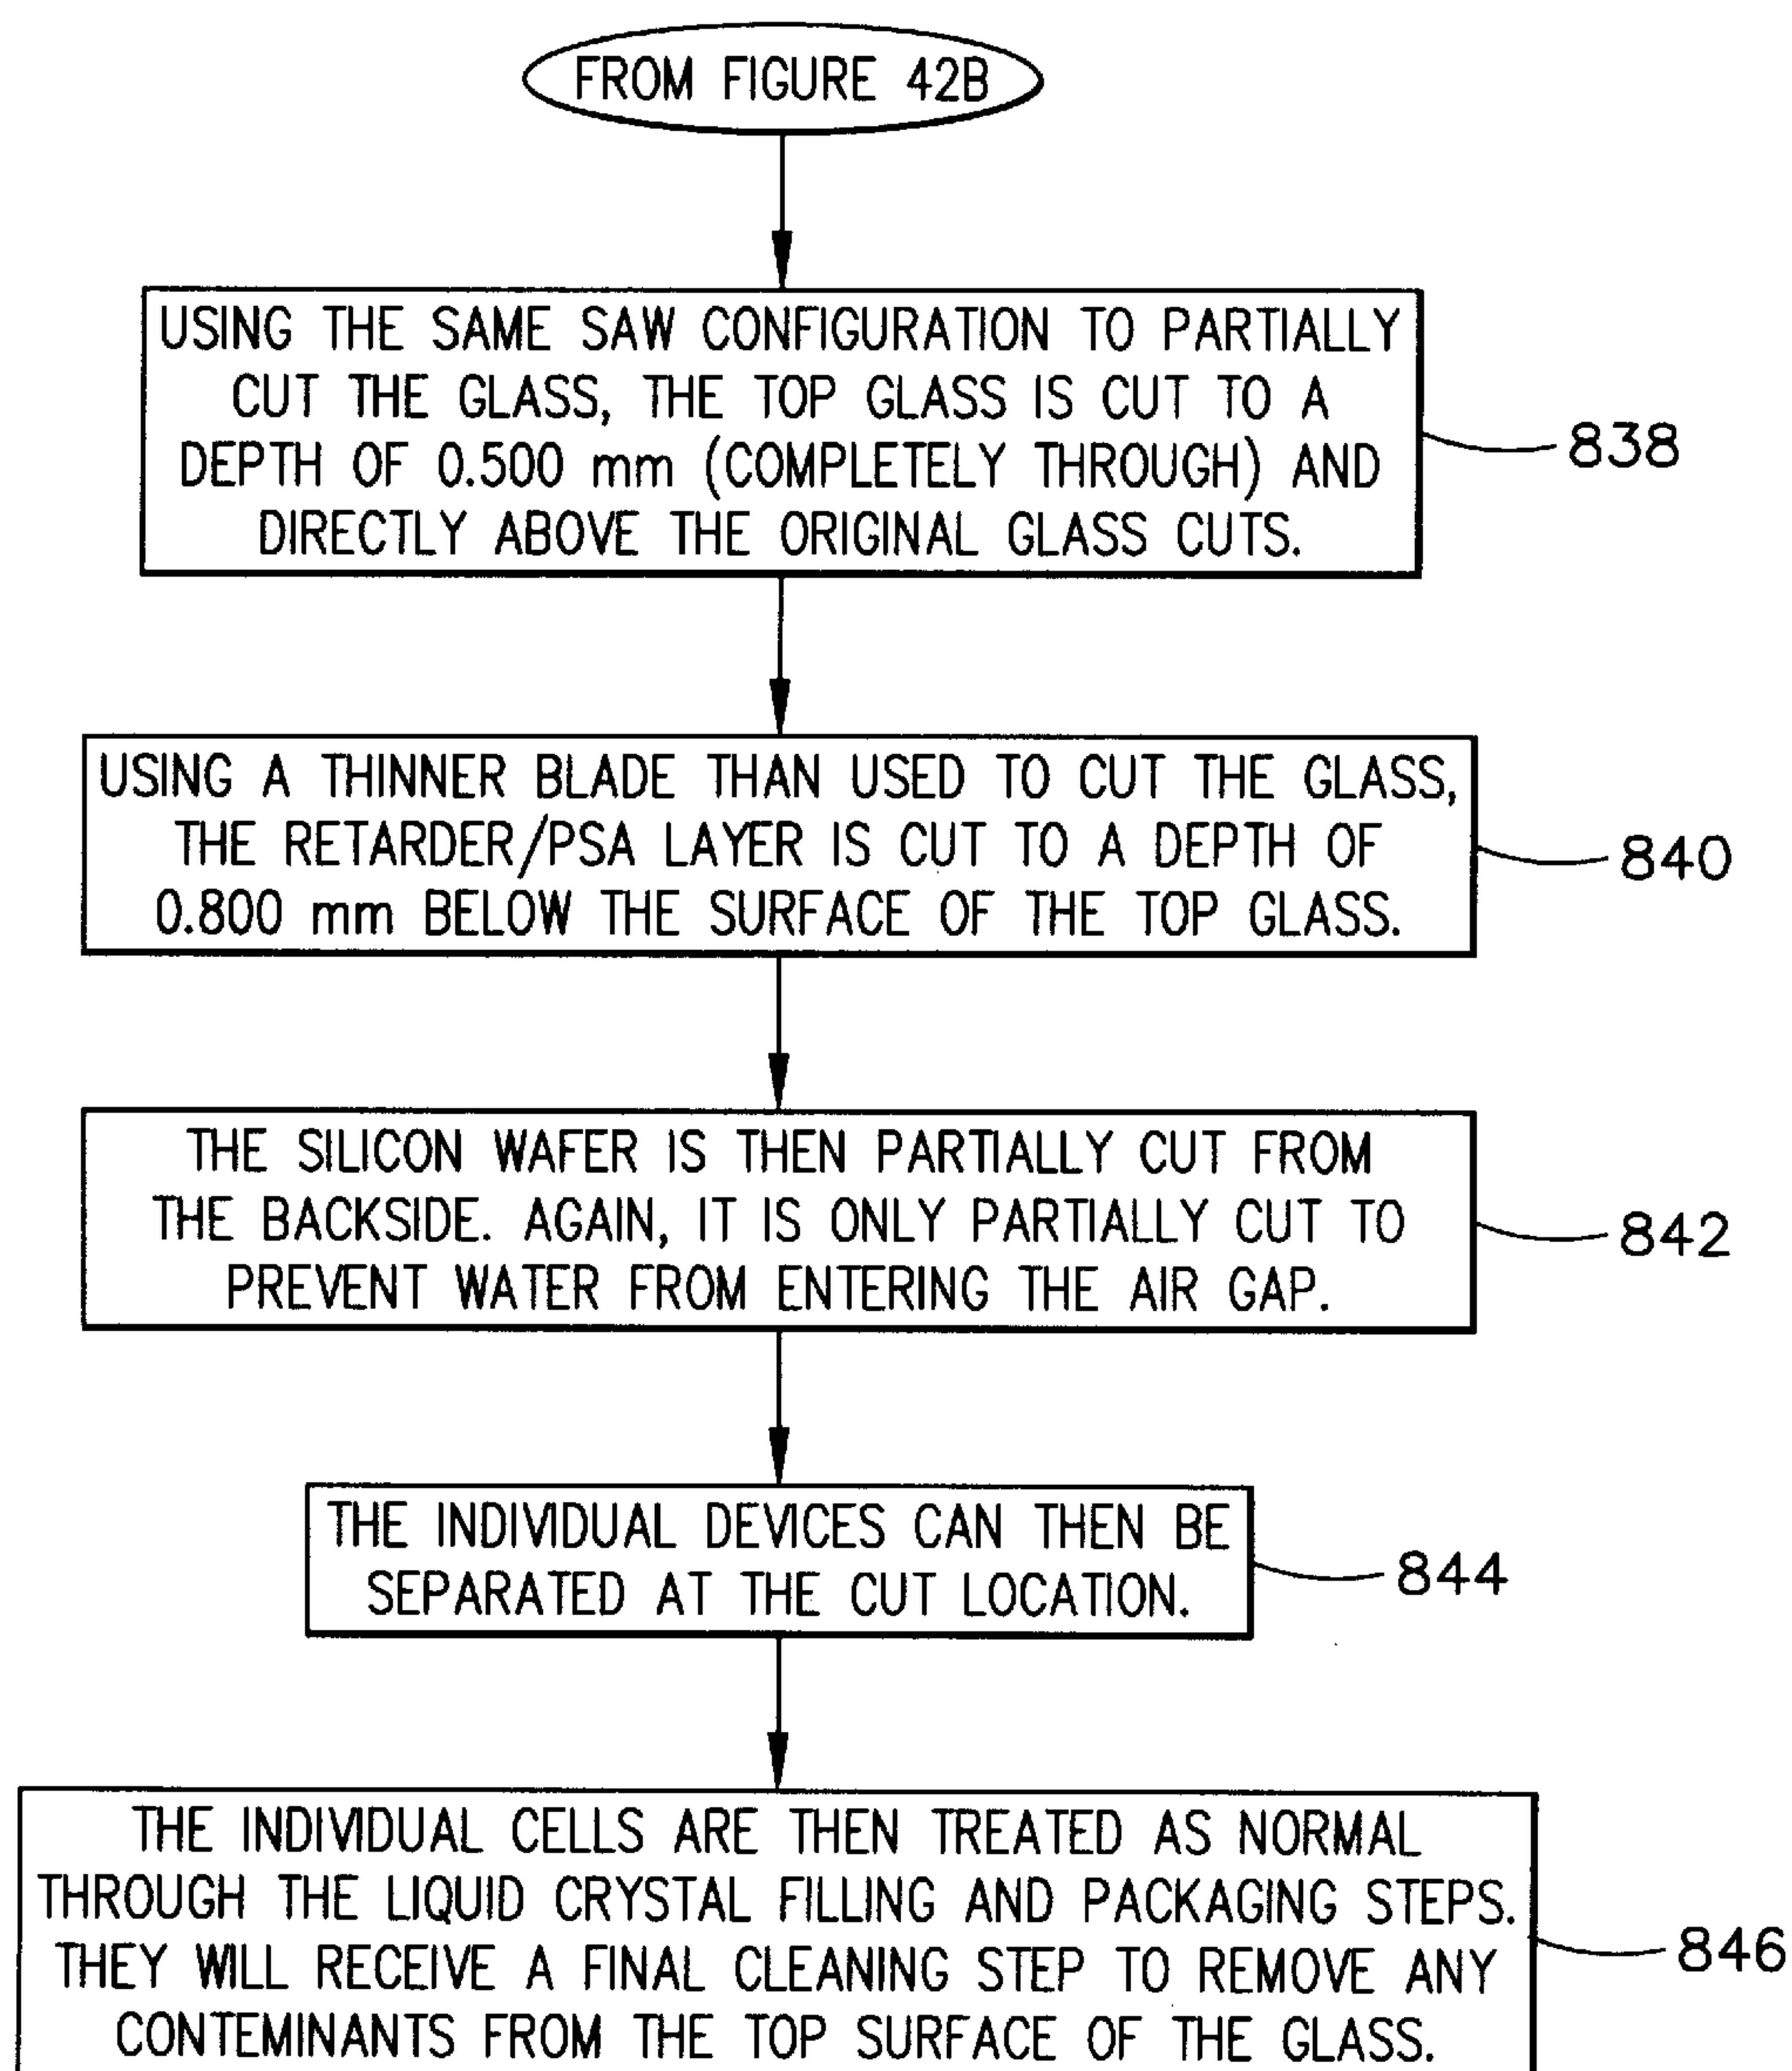 FROM FIGURE 42B
USING THE SAME SAW CONFIGURATION TO PARTIALLY
CUT THE GLASS, THE TOP GLASS IS CUT TO A
DEPTH OF 0.500 mm (COMPLETELY THROUGH) AND
DIRECTLY ABOVE THE ORIGINAL GLASS CUTS.
838
USING A THINNER BLADE THAN USED TO CUT THE GLASS,
THE RETARDER/PSA LAYER IS CUT TO A DEPTH OF
0.800 mm BELOW THE SURFACE OF THE TOP GLASS.
840
THE SILICON WAFER IS THEN PARTIALLY CUT FROM
THE BACKSIDE. AGAIN, IT IS ONLY PARTIALLY CUT TO
PREVENT WATER FROM ENTERING THE AIR GAP.
842
THE INDIVIDUAL DEVICES CAN THEN BE
SEPARATED AT THE CUT LOCATION.
844
THE INDIVIDUAL CELLS ARE THEN TREATED AS NORMAL
THROUGH THE LIQUID CRYSTAL FILLING AND PACKAGING STEPS.
THEY WILL RECEIVE A FINAL CLEANING STEP TO REMOVE ANY
CONTEMINANTS FROM THE TOP SURFACE OF THE GLASS.
846